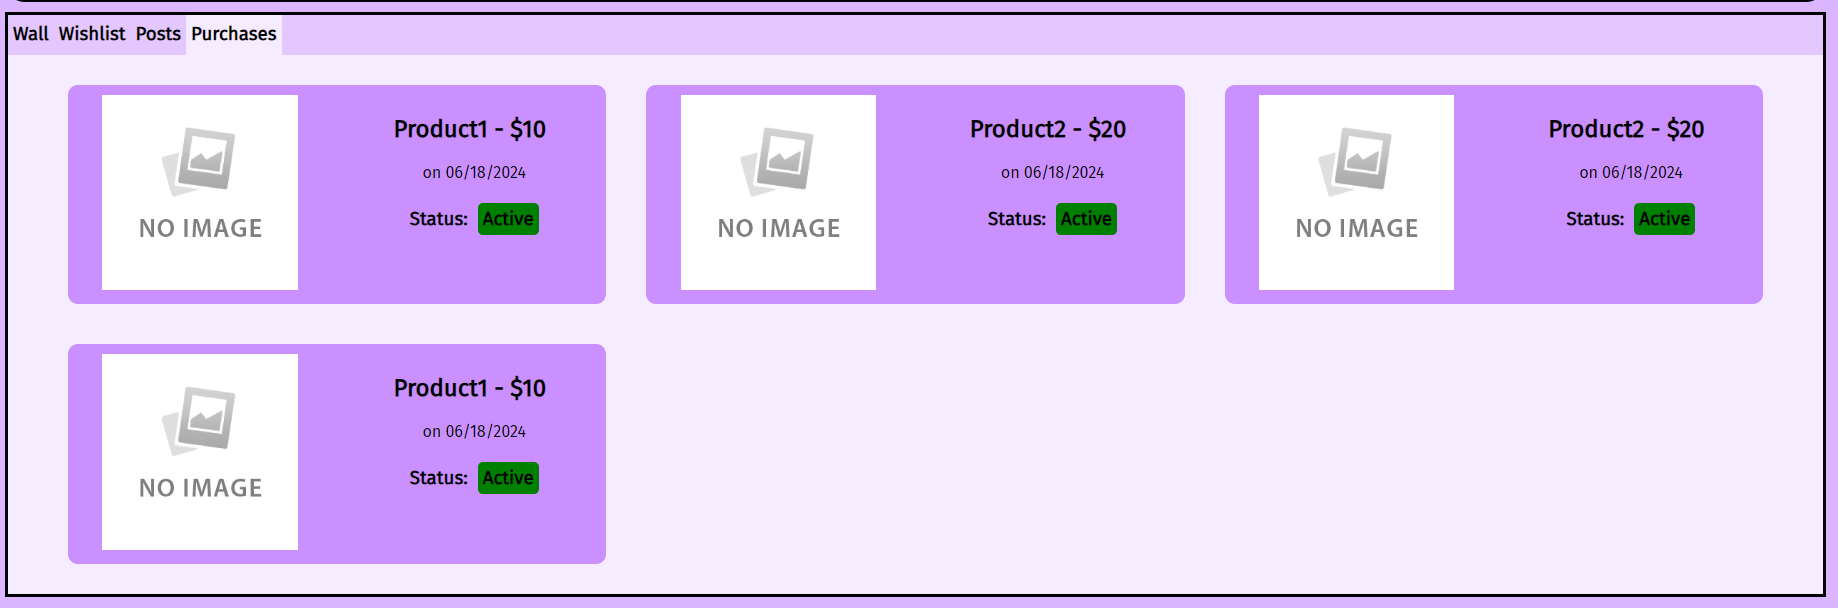 Wall Wishlist Posts Purchases
NO IMAGE
Product1 - $10
on 06/18/2024
Status: Active
NO IMAGE
Product2 - $20
on 06/18/2024
Status: Active
NO IMAGE
Product2 - $20
on 06/18/2024
Status: Active
NO IMAGE
Product1 - $10
on 06/18/2024
Status: Active